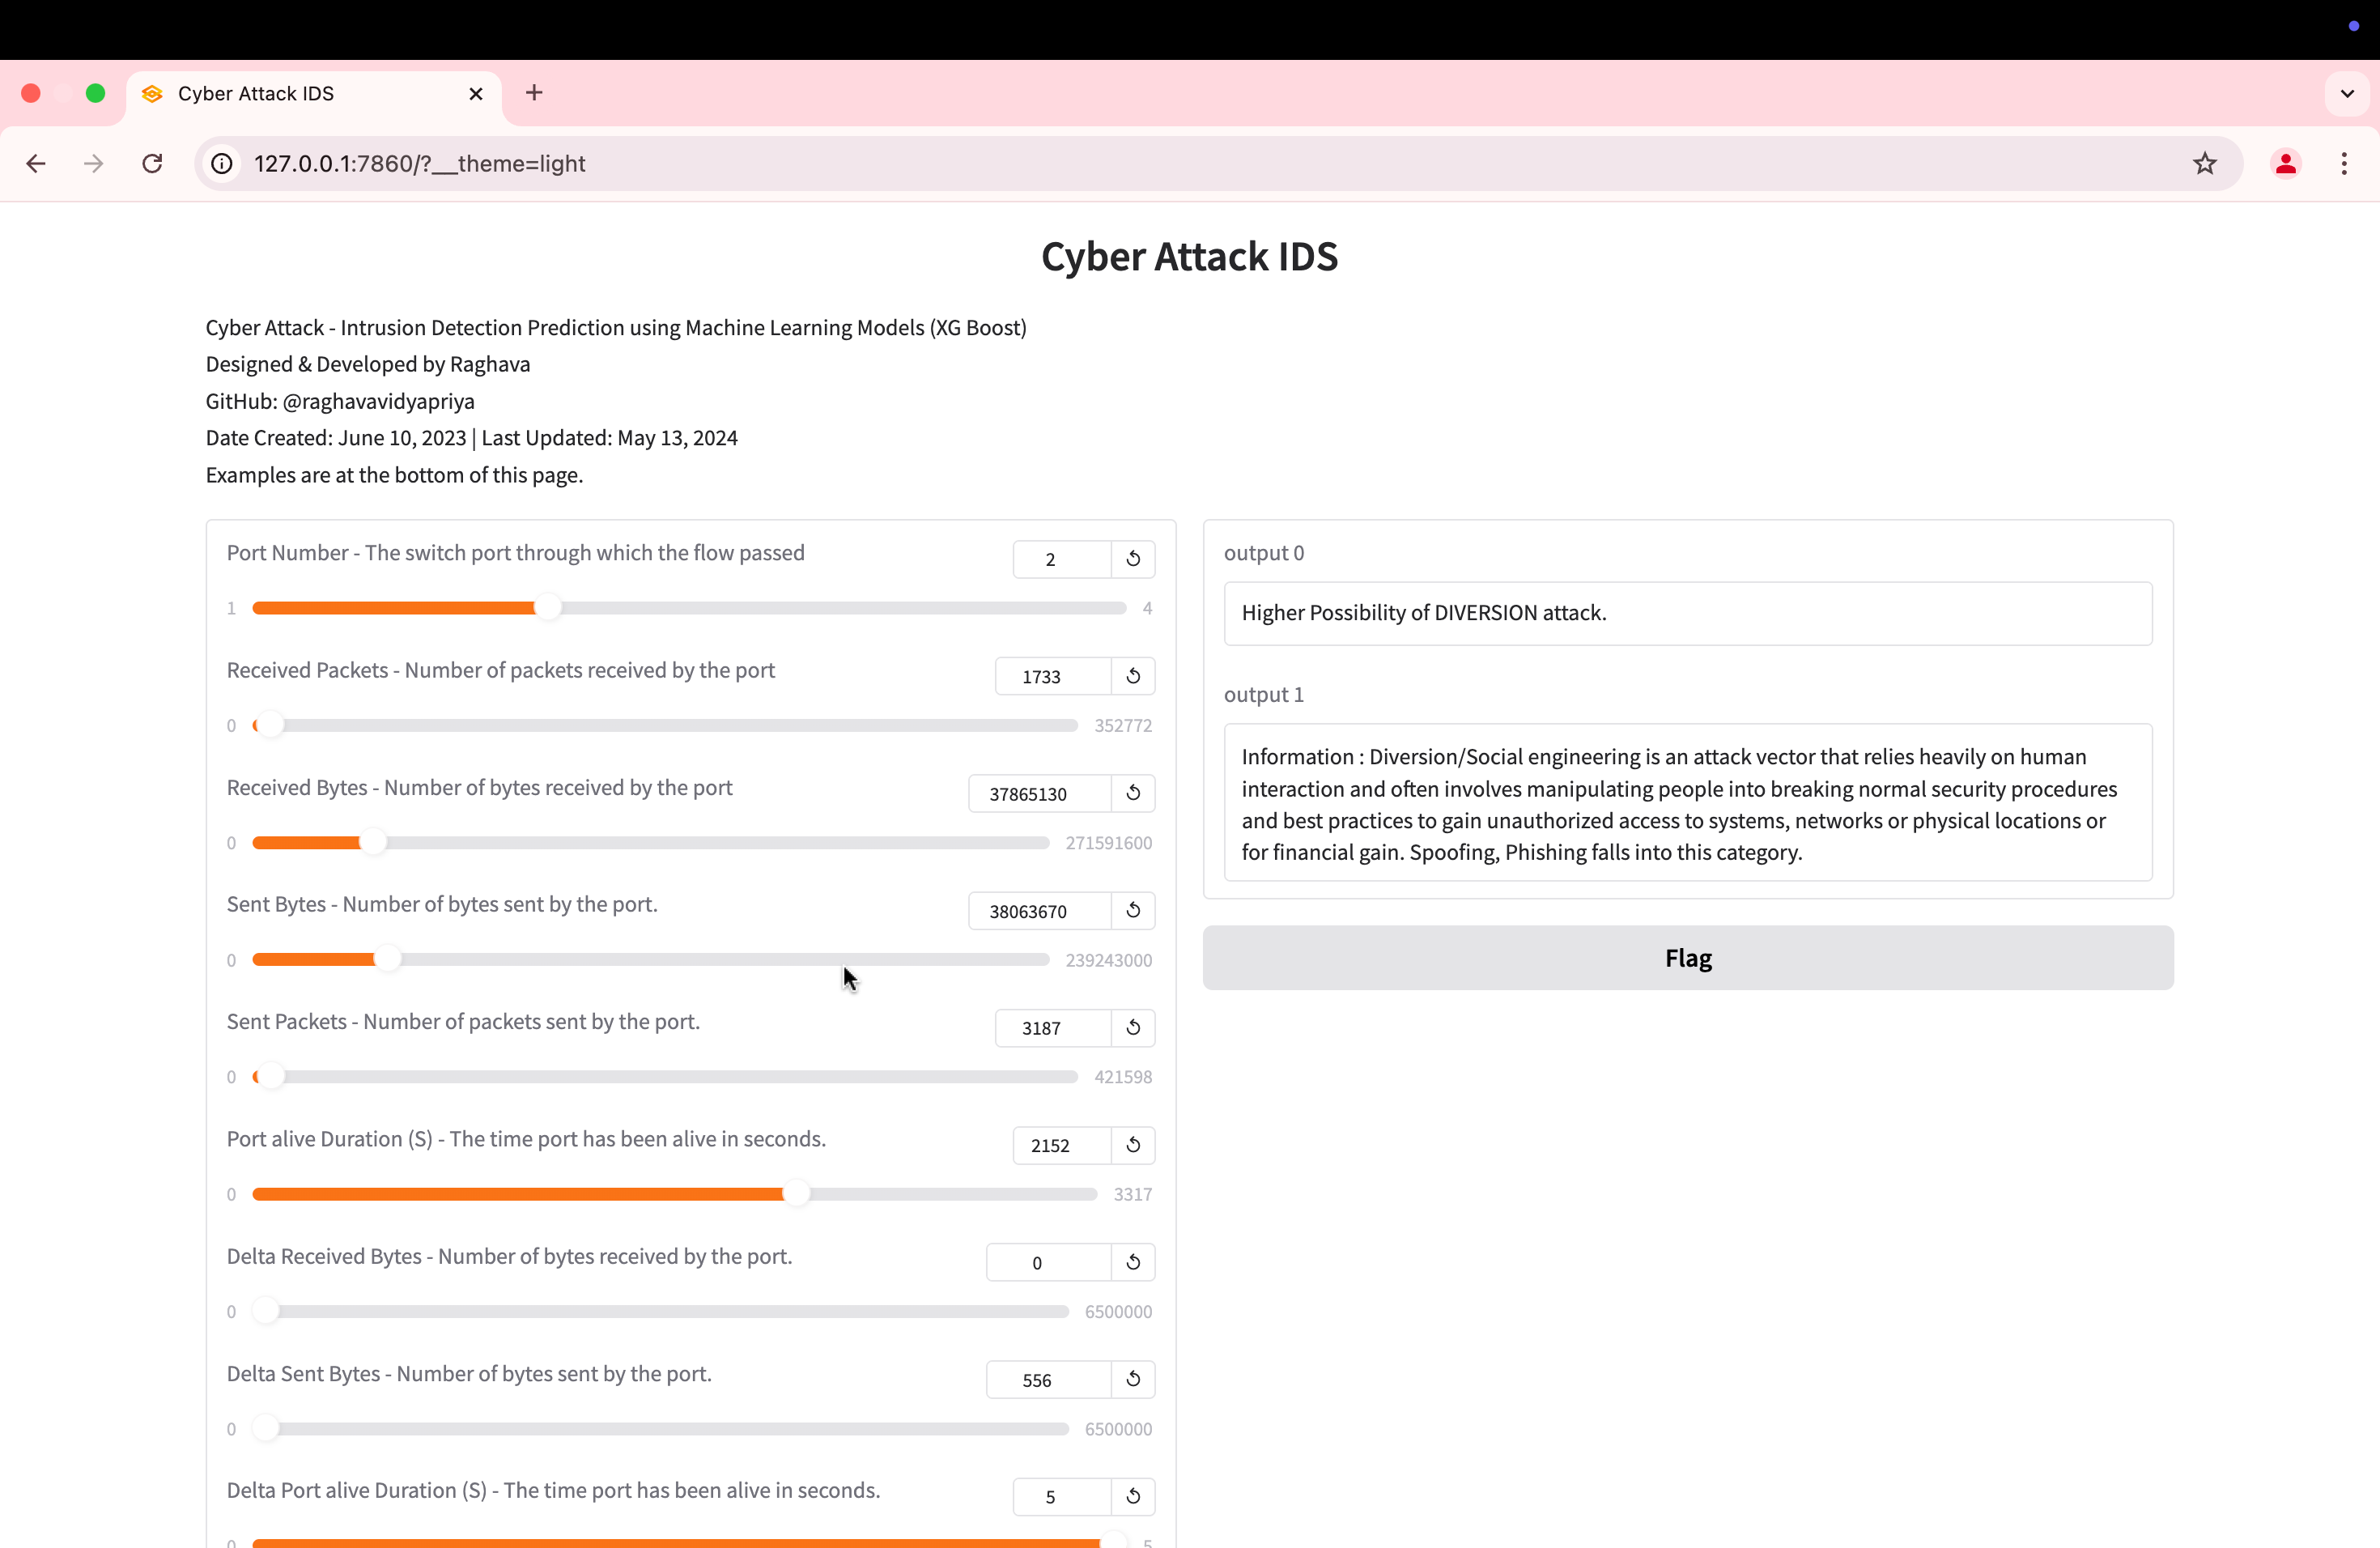 Cyber Attack IDS
127.0.0.1:7860/?__theme=light
Cyber Attack IDS
Cyber Attack - Intrusion Detection Prediction using Machine Learning Models (XG Boost)
Designed & Developed by Raghava
GitHub: @raghavavidyapriya
Date Created: June 10, 2023 | Last Updated: May 13, 2024
Examples are at the bottom of this page.
Port Number - The switch port through which the flow passed
2
1
4
Received Packets - Number of packets received by the port
1733
0
352772
Received Bytes - Number of bytes received by the port
37865130
0
271591600
Sent Bytes - Number of bytes sent by the port.
38063670
0
239243000
Sent Packets - Number of packets sent by the port.
3187
0
421598
Port alive Duration (S) - The time port has been alive in seconds.
2152
0
3317
Delta Received Bytes - Number of bytes received by the port.
0
0
6500000
Delta Sent Bytes - Number of bytes sent by the port.
556
0
6500000
Delta Port alive Duration (S) - The time port has been alive in seconds.
5
0
5
output 0
Higher Possibility of DIVERSION attack.
output 1
Information : Diversion/Social engineering is an attack vector that relies heavily on human
interaction and often involves manipulating people into breaking normal security procedures
and best practices to gain unauthorized access to systems, networks or physical locations or
for financial gain. Spoofing, Phishing falls into this category.
Flag